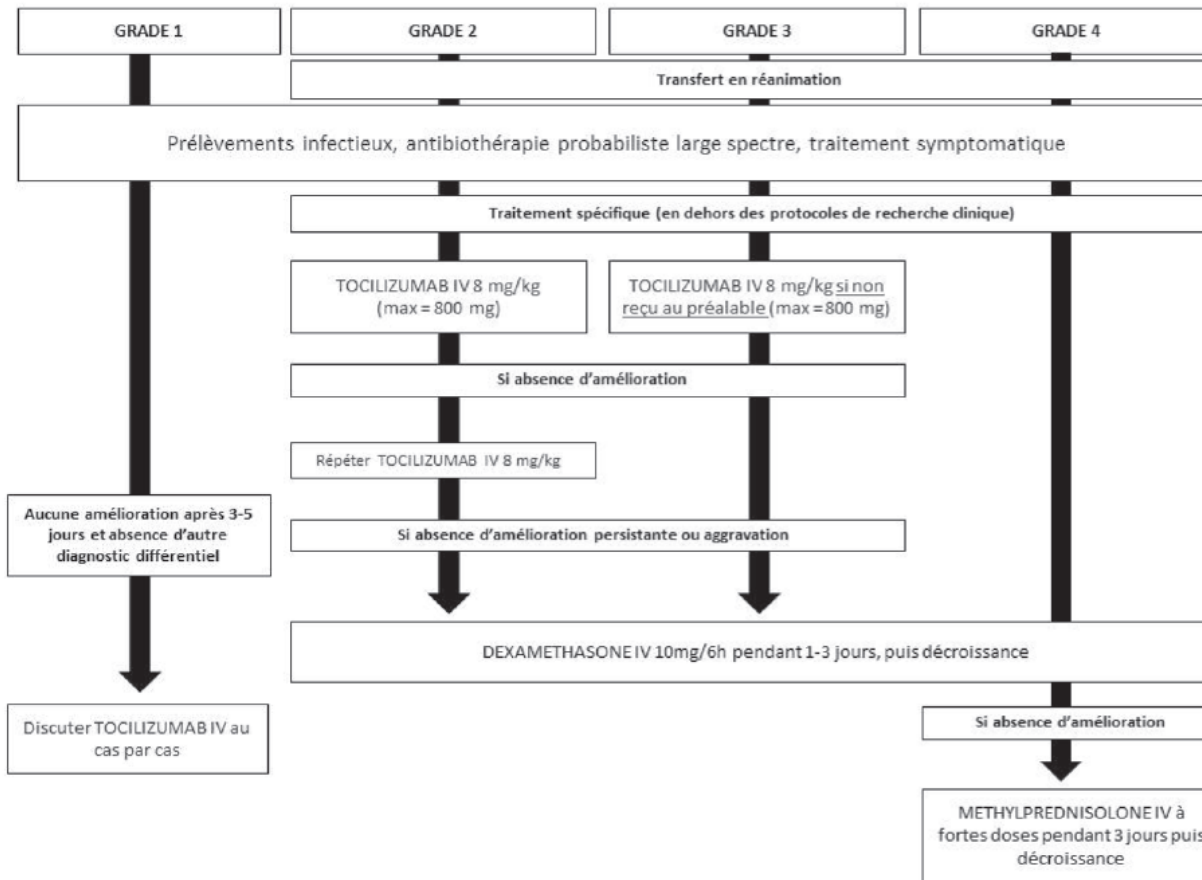 GRADE 1
GRADE 2
GRADE 3
GRADE 4
Transfert en réanimation
Prélèvements infectieux, antibiothérapie probabiliste large spectre, traitement symptomatique
Traitement spécifique (en dehors des protocoles de recherche clinique)
TOCILIZUMAB IV 8 mg/kg
(max = 800 mg)
TOCILIZUMAB IV 8 mg/kg si non
reçu au préalable (max = 800 mg)
Si absence d'amélioration
Répéter TOCILIZUMAB IV 8 mg/kg
Aucune amélioration après 3-5
jours et absence d'autre
diagnostic différentiel
Si absence d'amélioration persistante ou aggravation
DEXAMETHASONE IV 10mg/6h pendant 1-3 jours, puis décroissance
Discuter TOCILIZUMAB IV au
cas par cas
Si absence d'amélioration
METHYLPREDNISOLONE IV à
fortes doses pendant 3 jours puis
décroissance